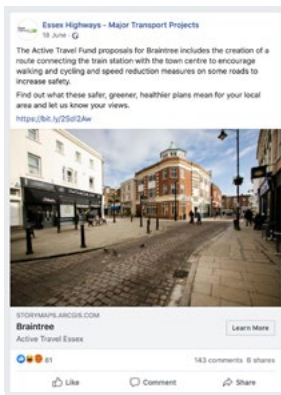 Essex Highways - Major Transport Projects
18 June ·
The Active Travel Fund proposals for Braintree includes the creation of a
route connecting the train station with the town centre to encourage
walking and cycling and speed reduction measures on some roads to
increase safety.
Find out what these safer, greener, healthier plans mean for your local
area and let us know your views.
https://bit.ly/2SdI2Aw
STORYMAPS.ARCGIS.COM
Braintree
Active Travel Essex
Learn More
81
143 comments 6 shares
Like
Comment
Share